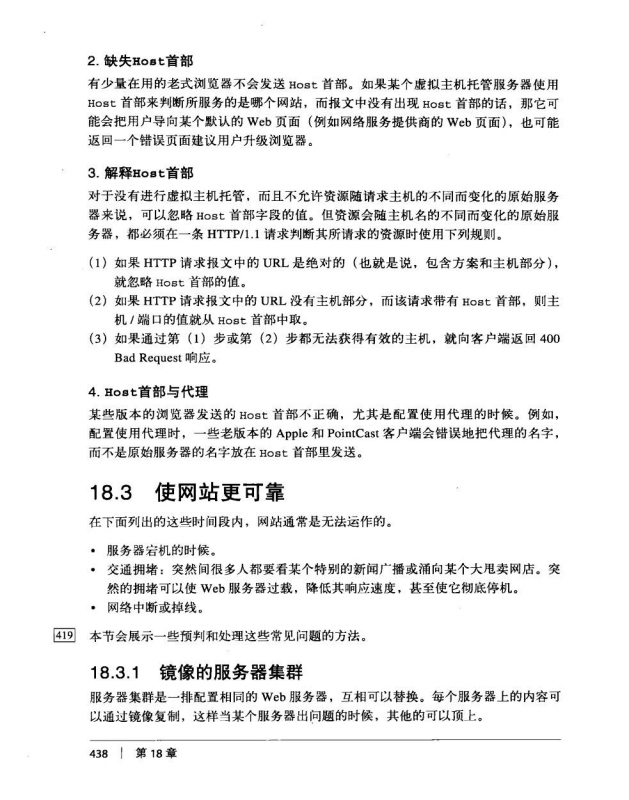 2. 缺失Host首部
有少量在用的老式浏览器不会发送 Host 首部。如果某个虚拟主机托管服务器使用
Host 首部来判断所服务的是哪个网站，而报文中没有出现 Host 首部的话，那它可
能会把用户导向某个默认的 Web 页面（例如网络服务提供商的 Web 页面），也可能
返回一个错误页面建议用户升级浏览器。
3. 解释Host首部
对于没有进行虚拟主机托管，而且不允许资源随请求主机的不同而变化的原始服务
器来说，可以忽略 Host 首部字段的值。但资源会随主机名的不同而变化的原始服
务器，都必须在一条 HTTP/1.1 请求判断其所请求的资源时使用下列规则。
（1）如果 HTTP 请求报文中的 URL 是绝对的（也就是说，包含方案和主机部分），
就忽略 Host 首部的值。
（2）如果 HTTP 请求报文中的 URL 没有主机部分，而该请求带有 Host 首部，则主
机 / 端口的值就从 Host 首部中取。
（3）如果通过第（1）步或第（2）步都无法获得有效的主机，就向客户端返回 400
Bad Request 响应。
4. Host首部与代理
某些版本的浏览器发送的 Host 首部不正确，尤其是配置使用代理的时候。例如，
配置使用代理时，一些老版本的 Apple 和 PointCast 客户端会错误地把代理的名字，
而不是原始服务器的名字放在 Host 首部里发送。
18.3 使网站更可靠
在下面列出的这些时间段内，网站通常是无法运作的。
• 服务器宕机的时候。
• 交通拥堵：突然间很多人都要看某个特别的新闻广播或涌向某个大甩卖网店。突
然的拥堵可以使 Web 服务器过载，降低其响应速度，甚至使它彻底停机。
• 网络中断或掉线。
419 本节会展示一些预判和处理这些常见问题的方法。
18.3.1 镜像的服务器集群
服务器集群是一排配置相同的 Web 服务器，互相可以替换。每个服务器上的内容可
以通过镜像复制，这样当某个服务器出问题的时候，其他的可以顶上。
438 | 第 18 章